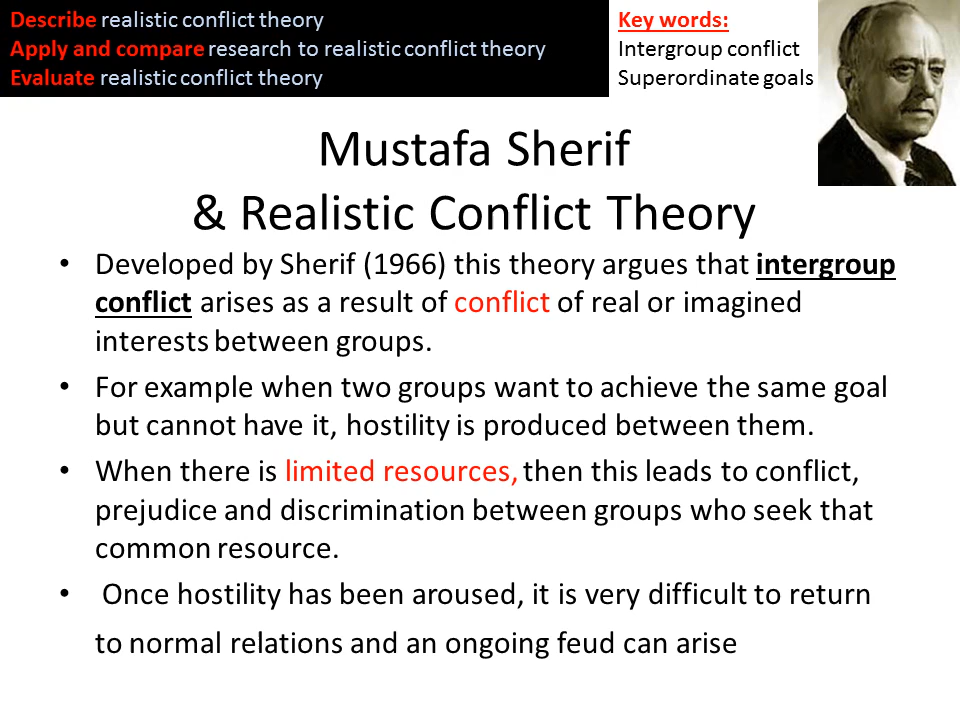 Describe realistic conflict theory
Apply and compare research to realistic conflict theory
Evaluate realistic conflict theory
Key words:
Intergroup conflict
Superordinate goals
Mustafa Sherif
& Realistic Conflict Theory
• Developed by Sherif (1966) this theory argues that intergroup
conflict arises as a result of conflict of real or imagined
interests between groups.
• For example when two groups want to achieve the same goal
but cannot have it, hostility is produced between them.
• When there is limited resources, then this leads to conflict,
prejudice and discrimination between groups who seek that
common resource.
• Once hostility has been aroused, it is very difficult to return
to normal relations and an ongoing feud can arise